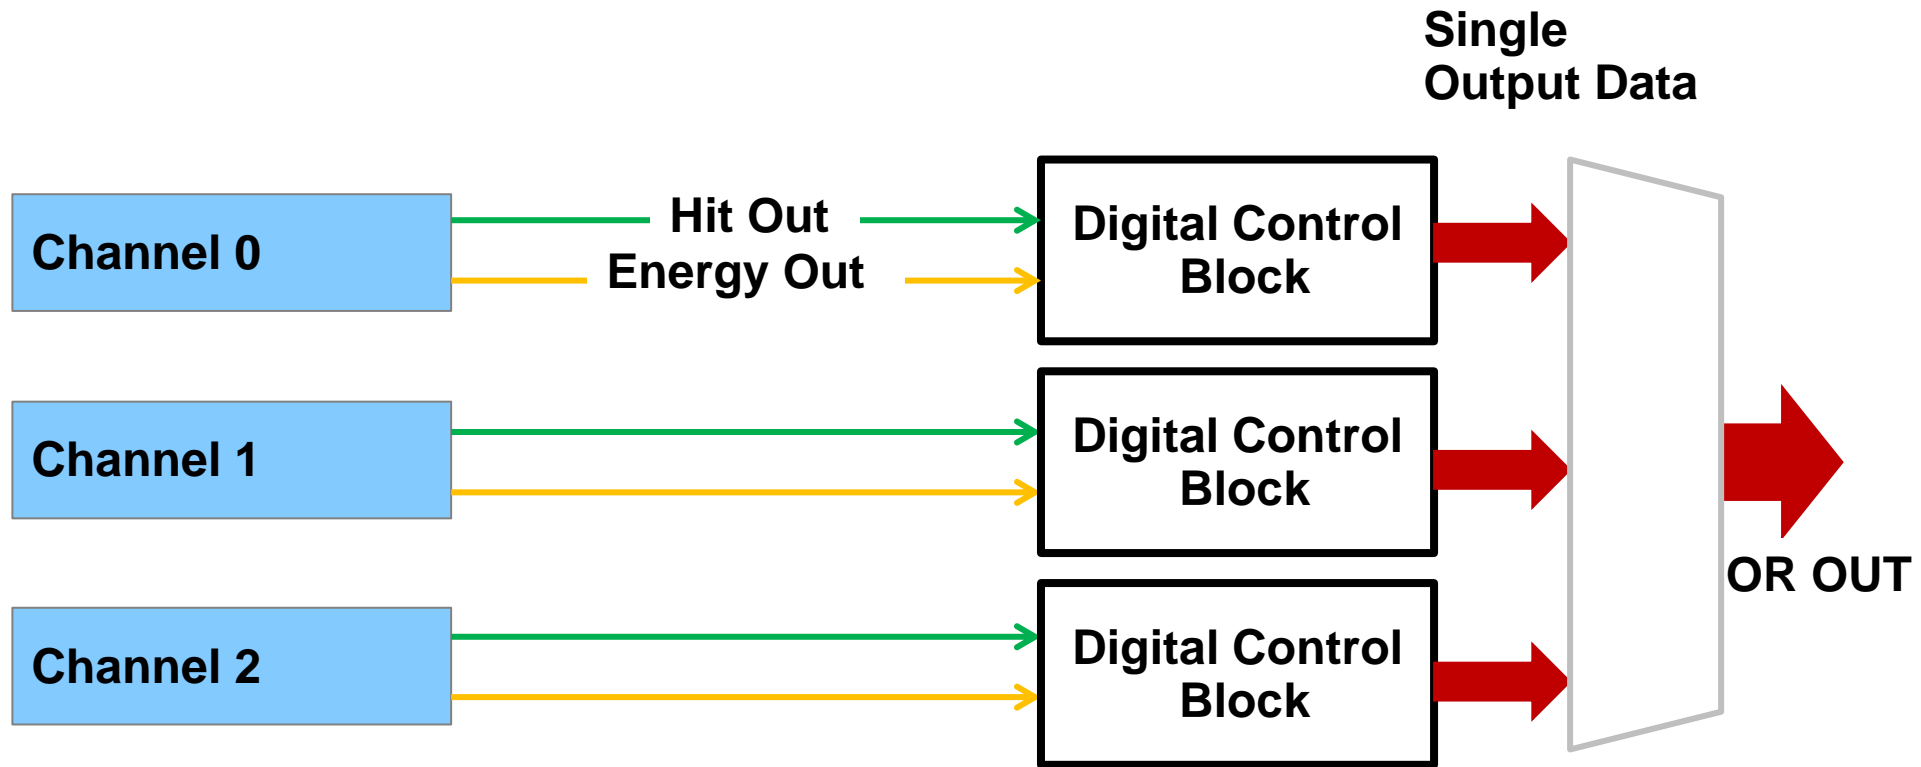 Single
Output Data
Channel 0
Hit Out
Energy Out
Digital Control
Block
Channel 1
Digital Control
Block
OR OUT
Channel 2
Digital Control
Block